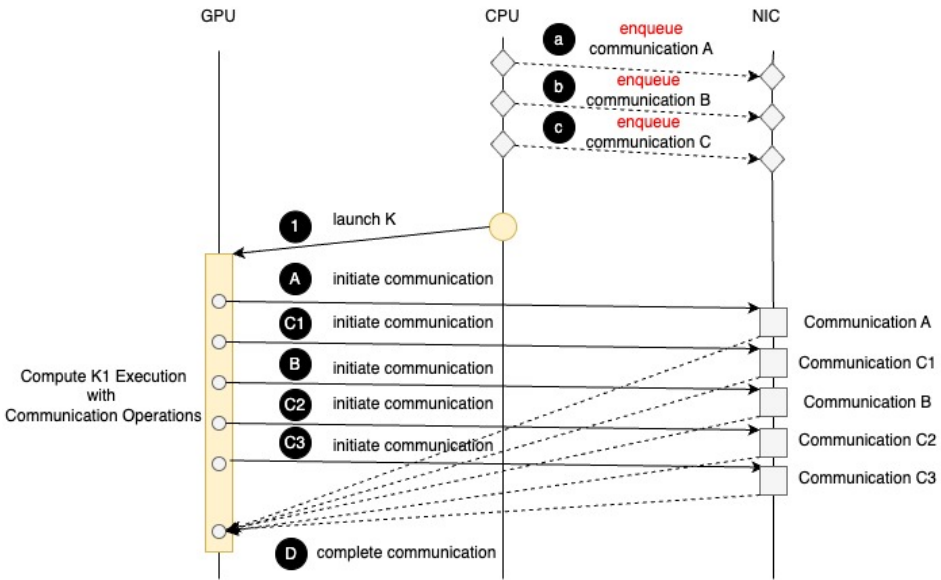 GPU
CPU
NIC
a
enqueue
communication A
b
enqueue
communication B
c
enqueue
communication C
1
launch K
A
initiate communication
C1
initiate communication
Communication A
B
initiate communication
Communication C1
C2
initiate communication
Communication B
C3
initiate communication
Communication C2
Communication C3
Compute K1 Execution
with
Communication Operations
D
complete communication